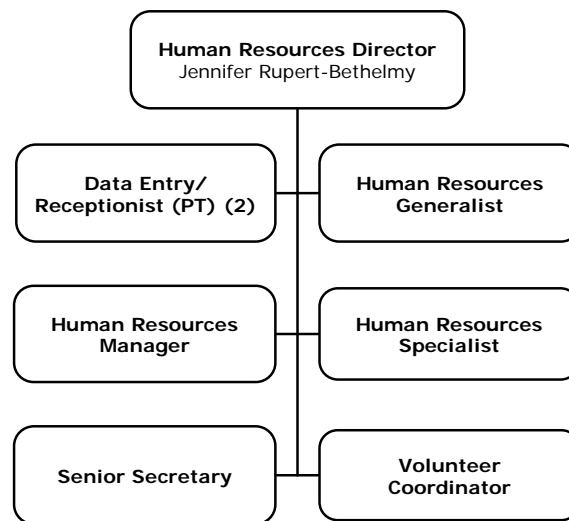 Human Resources Director
Jennifer Rupert-Bethelmy
Data Entry/
Receptionist (PT) (2)
Human Resources
Generalist
Human Resources
Manager
Human Resources
Specialist
Senior Secretary
Volunteer
Coordinator